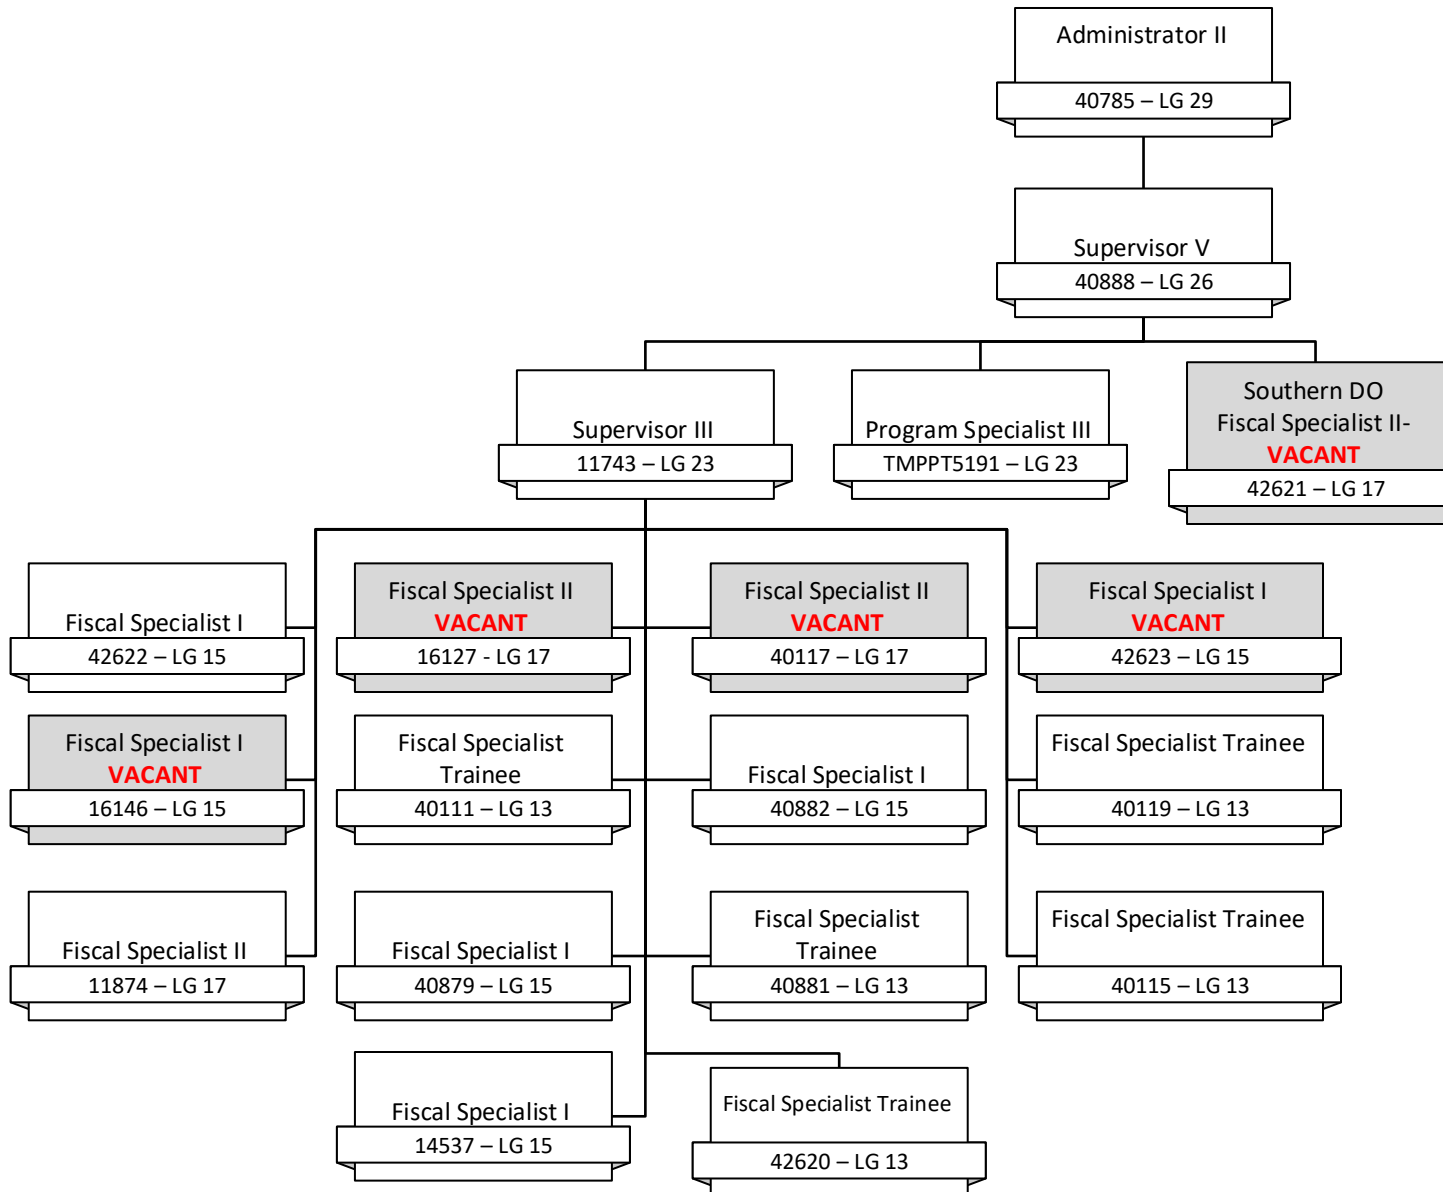 Administrator II
40785 – LG 29
Supervisor V
40888 – LG 26
Supervisor III
11743 – LG 23
Program Specialist III
TMPPT5191 – LG 23
Southern DO
Fiscal Specialist II-
VACANT
42621 – LG 17
Fiscal Specialist I
42622 – LG 15
Fiscal Specialist II
VACANT
16127 - LG 17
Fiscal Specialist II
VACANT
40117 – LG 17
Fiscal Specialist I
VACANT
42623 – LG 15
Fiscal Specialist I
VACANT
16146 – LG 15
Fiscal Specialist
Trainee
40111 – LG 13
Fiscal Specialist I
40882 – LG 15
Fiscal Specialist Trainee
40119 – LG 13
Fiscal Specialist II
11874 – LG 17
Fiscal Specialist I
40879 – LG 15
Fiscal Specialist
Trainee
40881 – LG 13
Fiscal Specialist Trainee
40115 – LG 13
Fiscal Specialist I
14537 – LG 15
Fiscal Specialist Trainee
42620 – LG 13